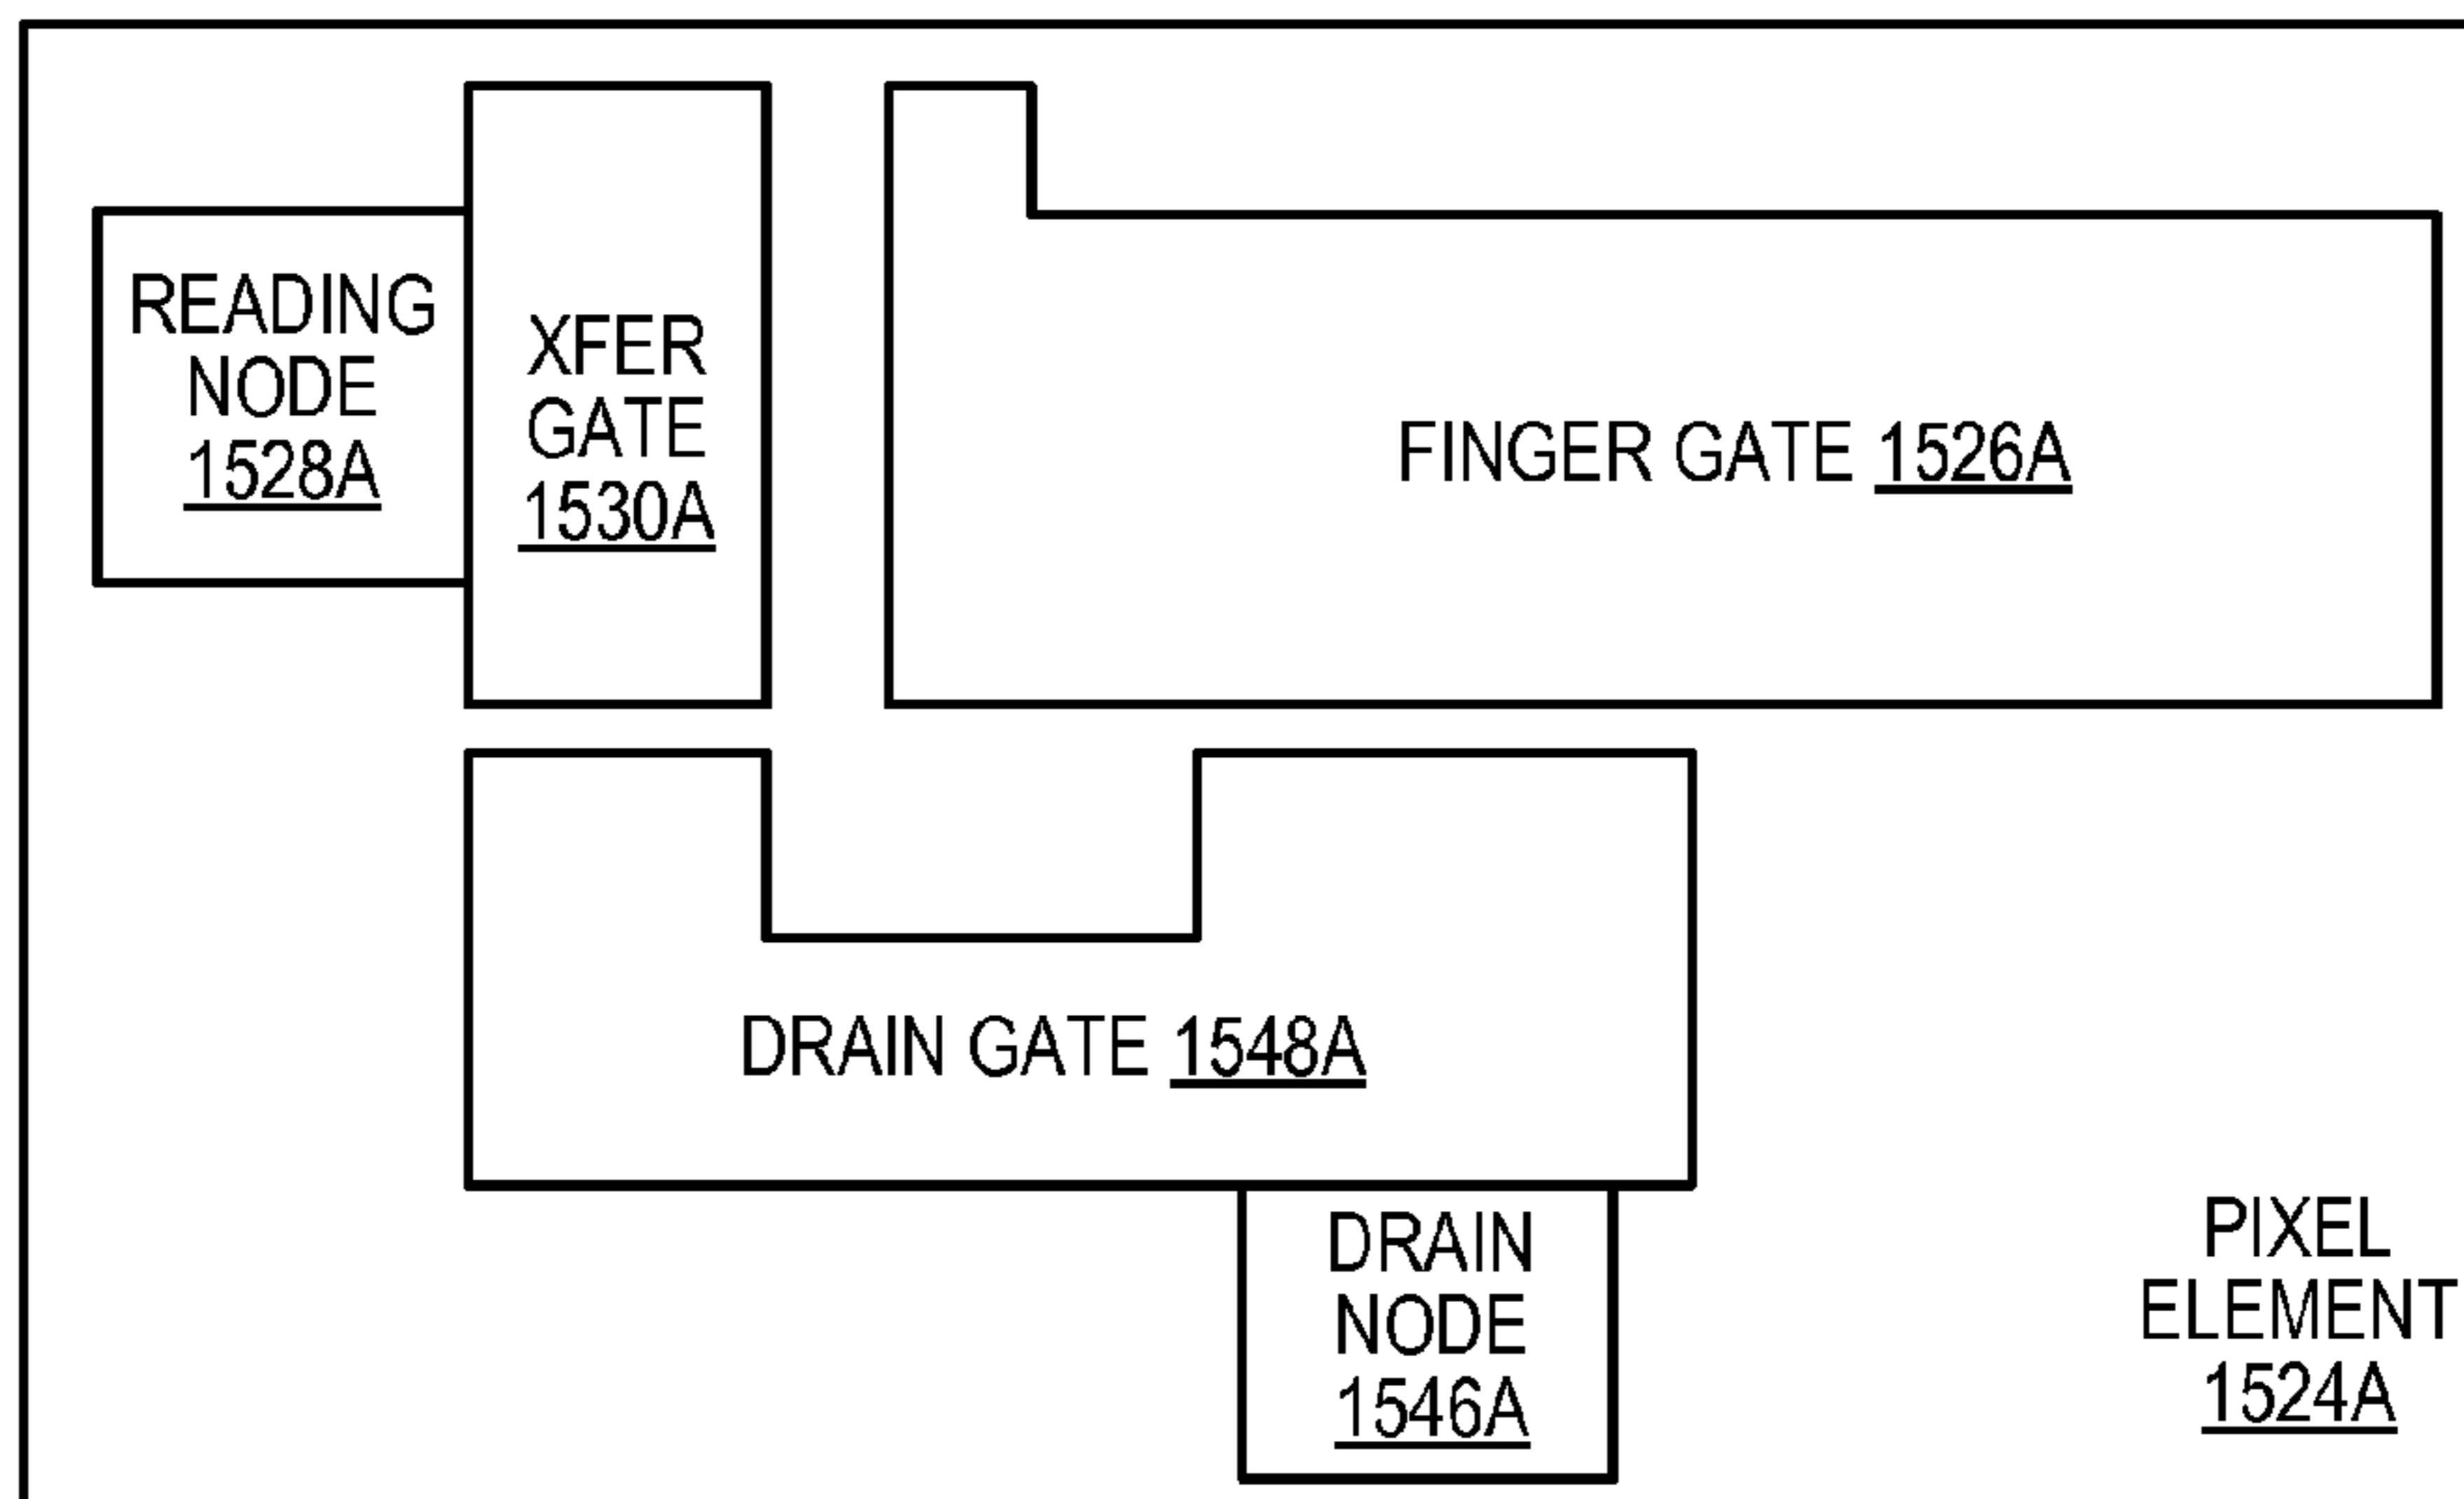 READING
NODE
1528A
XFER
GATE
1530A
FINGER GATE 1526A
DRAIN GATE 1548A
DRAIN
NODE
1546A
PIXEL
ELEMENT
1524A